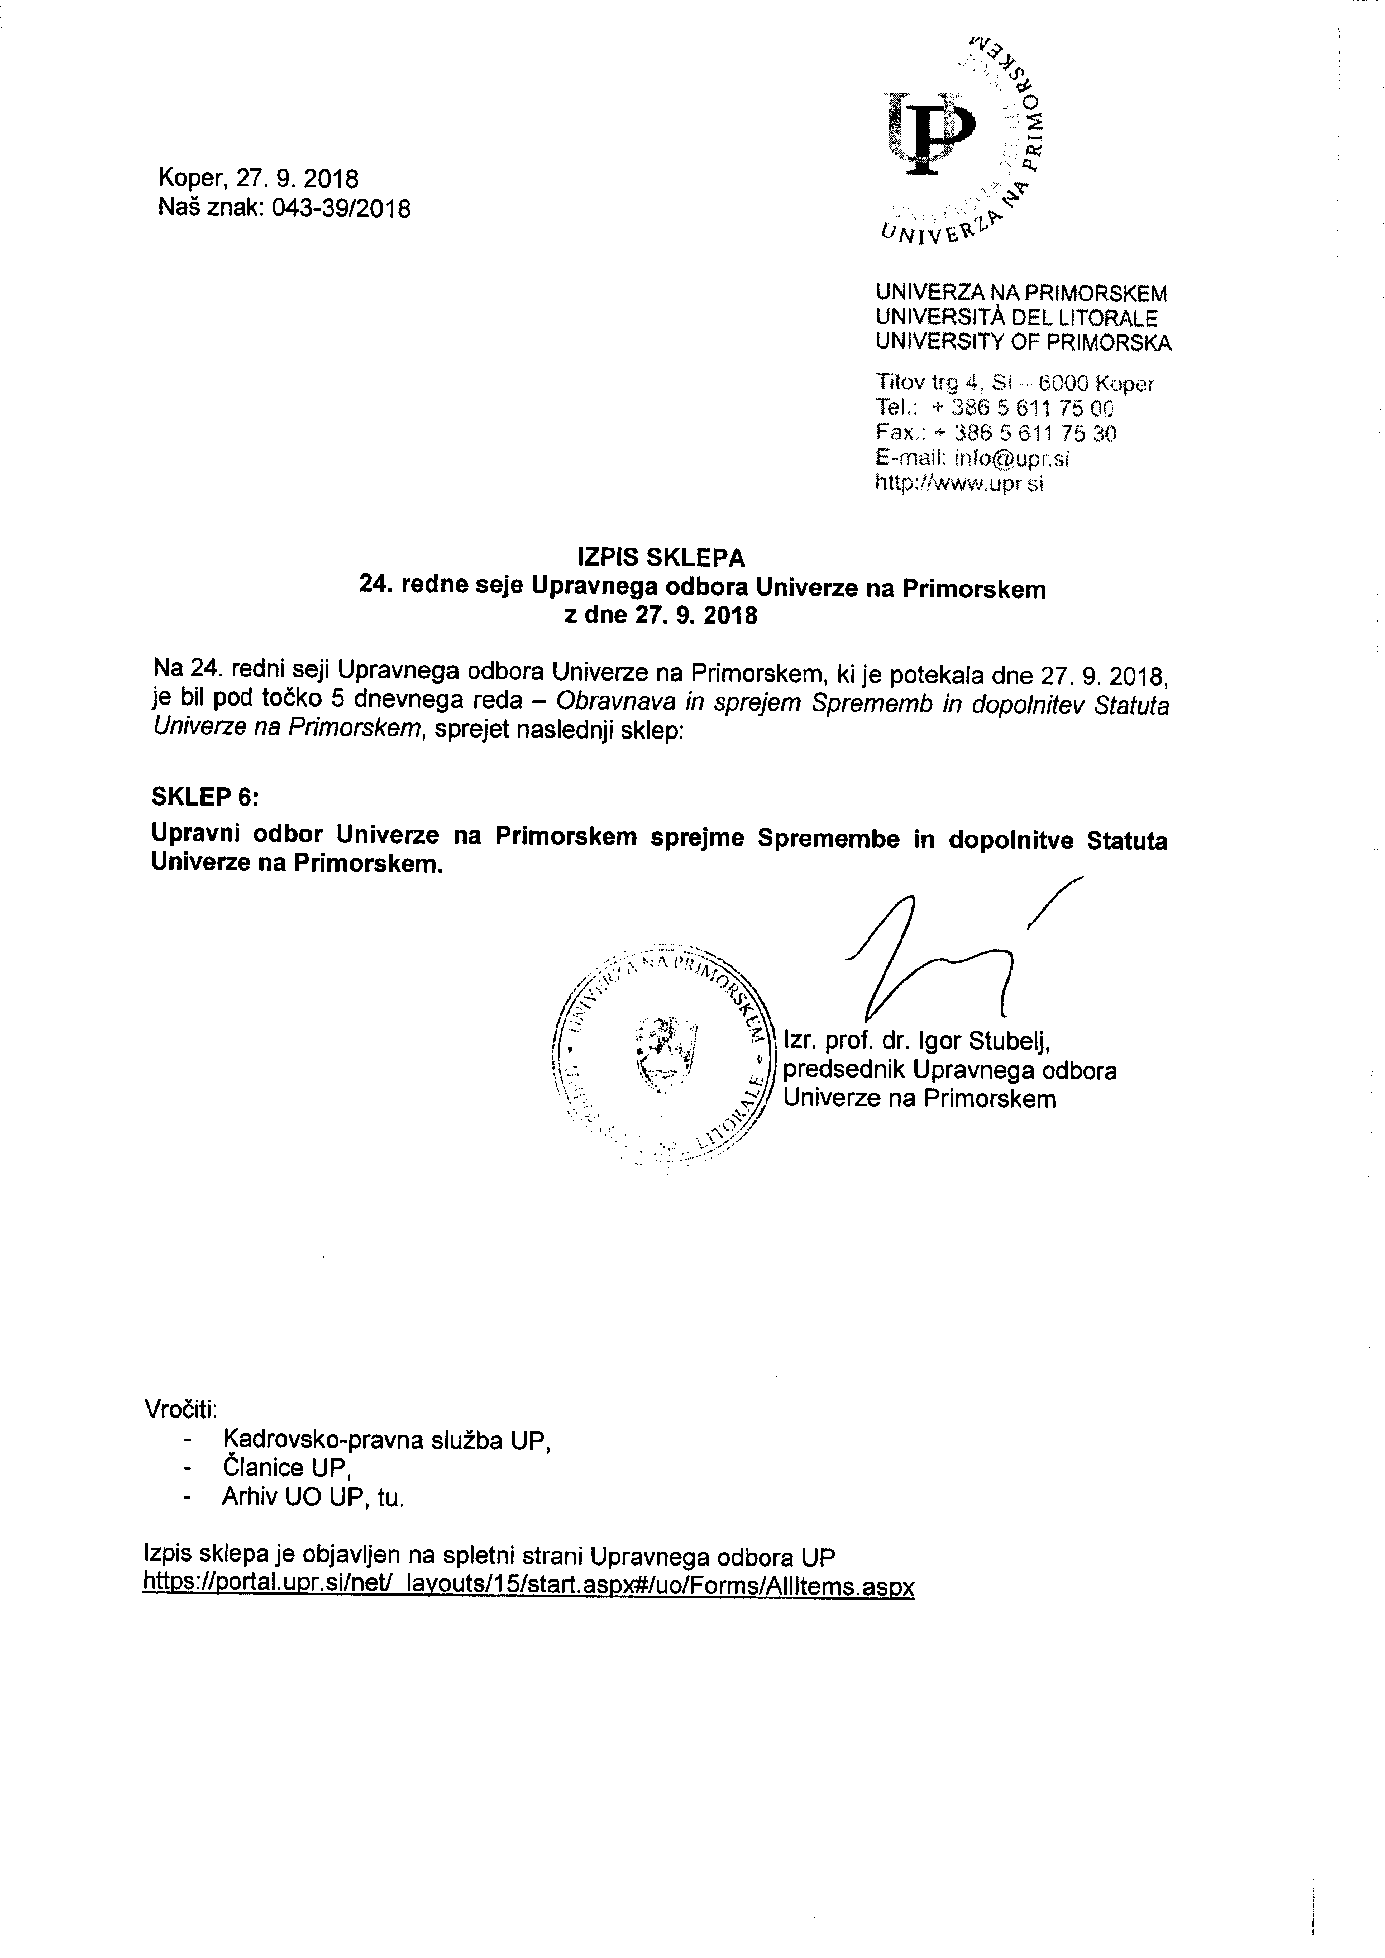 UNIVERZA NA PRIMORSKEM
UP
Koper, 27. 9. 2018
Naš znak: 043-39/2018
UNIVERZA NA PRIMORSKEM
UNIVERSITÀ DEL LITORALE
UNIVERSITY OF PRIMORSKA
Titov trg 4, SI – 6000 Koper
Tel.: + 386 5 611 75 00
Fax.: + 386 5 611 75 30
E-mail: info@upr.si
http://www.upr.si
IZPIS SKLEPA
24. redne seje Upravnega odbora Univerze na Primorskem
z dne 27. 9. 2018
Na 24. redni seji Upravnega odbora Univerze na Primorskem, ki je potekala dne 27. 9. 2018,
je bil pod točko 5 dnevnega reda – Obravnava in sprejem Sprememb in dopolnitev Statuta
Univerze na Primorskem, sprejet naslednji sklep:
SKLEP 6:
Upravni odbor Univerze na Primorskem sprejme Spremembe in dopolnitve Statuta
Univerze na Primorskem.
UNIVERZA NA PRIMORSKEM
LITORALE
Izr. prof. dr. Igor Stubelj,
predsednik Upravnega odbora
Univerze na Primorskem
Vročiti:
- Kadrovsko-pravna služba UP,
- Članice UP,
- Arhiv UO UP, tu.
Izpis sklepa je objavljen na spletni strani Upravnega odbora UP
https://portal.upr.si/net/_layouts/15/start.aspx#/uo/Forms/AllItems.aspx